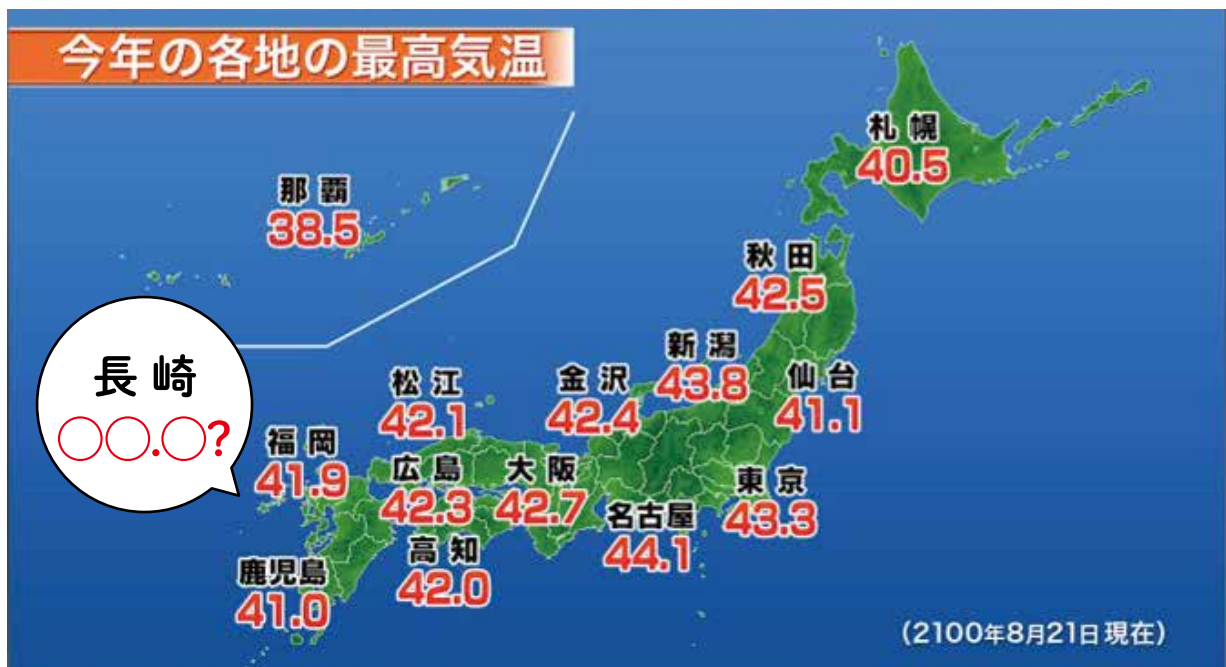 今年の各地の最高気温
札幌
40.5
那覇
38.5
秋田
42.5
新潟
43.8
仙台
41.1
金沢
42.4
松江
42.1
長崎
○○.○?
福岡
41.9
広島
42.3
大阪
42.7
東京
43.3
名古屋
44.1
高知
42.0
鹿児島
41.0
(2100年8月21日現在)